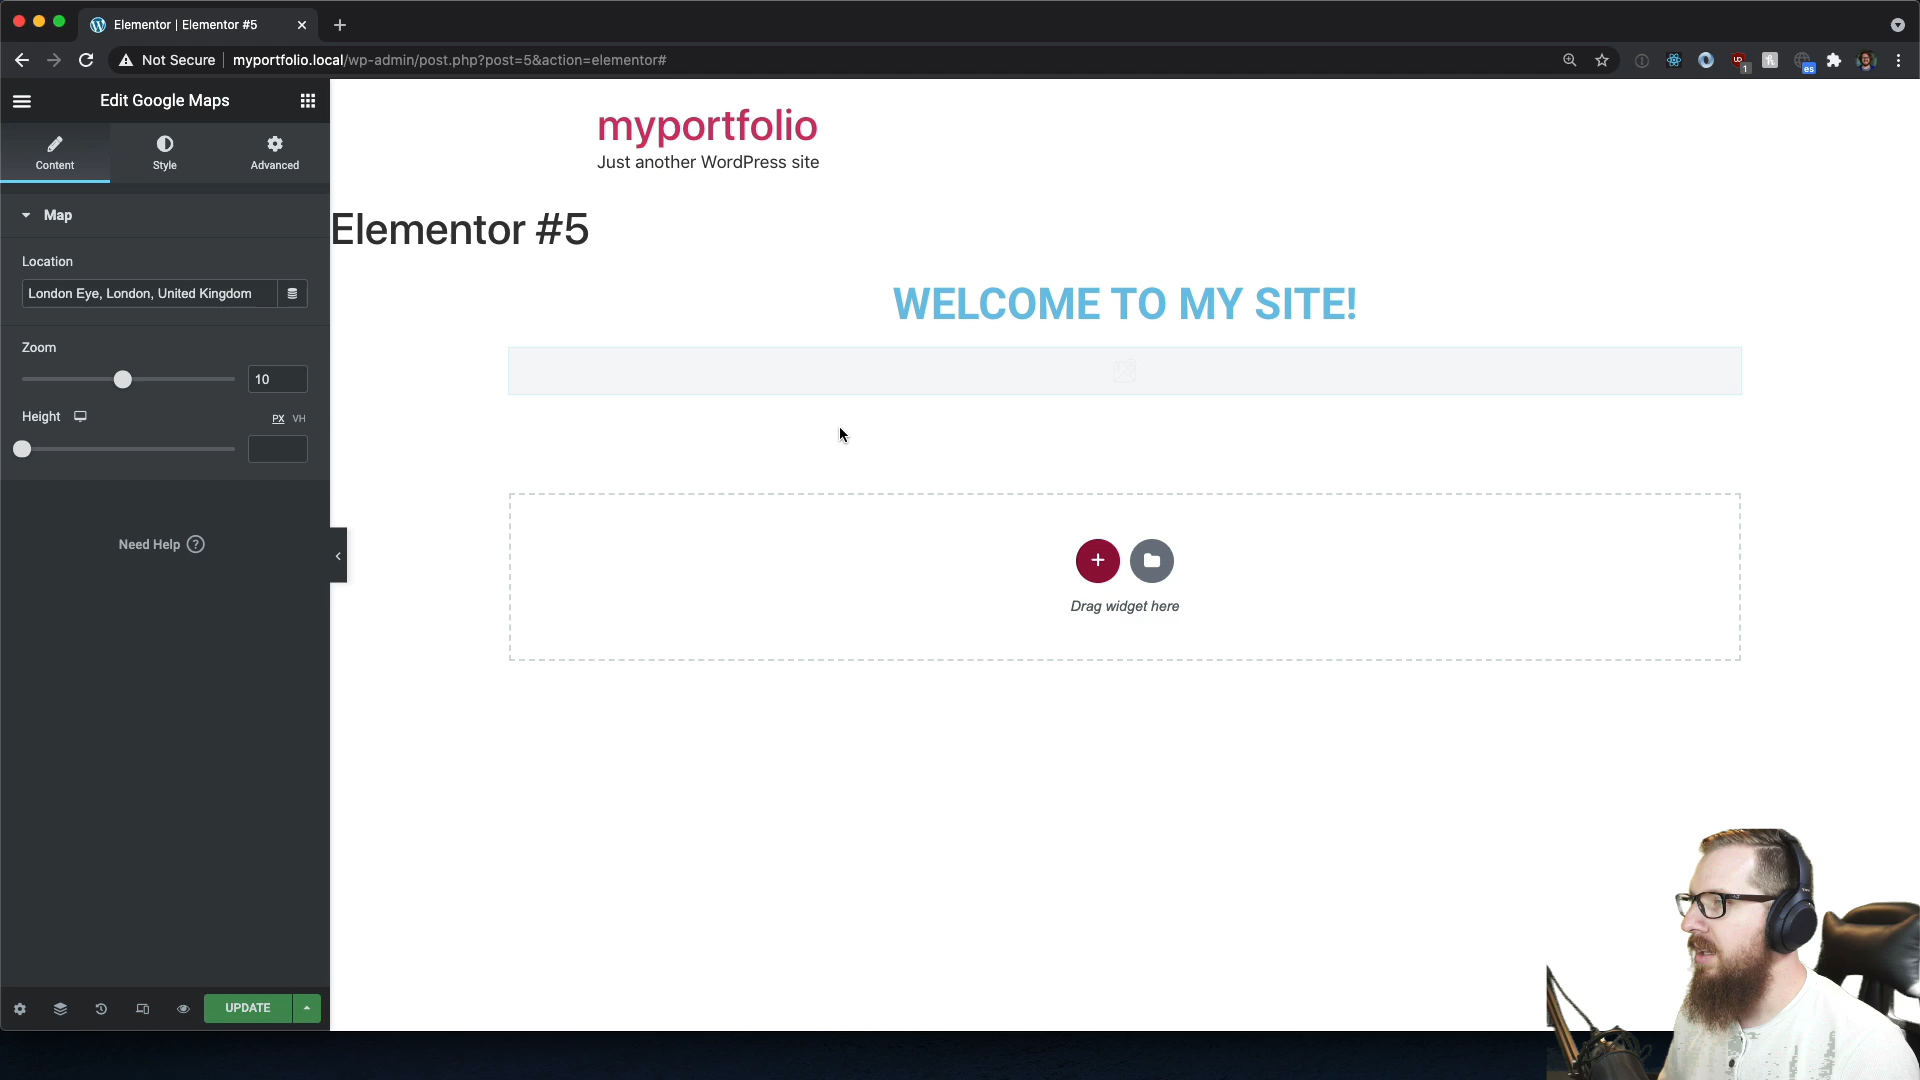 Elementor | Elementor #5
Not Secure
myportfolio.local/wp-admin/post.php?post=5&action=elementor#
1
es
Edit Google Maps
Content
Style
Advanced
Map
Location
London Eye, London, United Kingdom
Zoom
10
Height
PX
VH
Need Help
?
UPDATE
myportfolio
Just another WordPress site
Elementor #5
WELCOME TO MY SITE!
Drag widget here